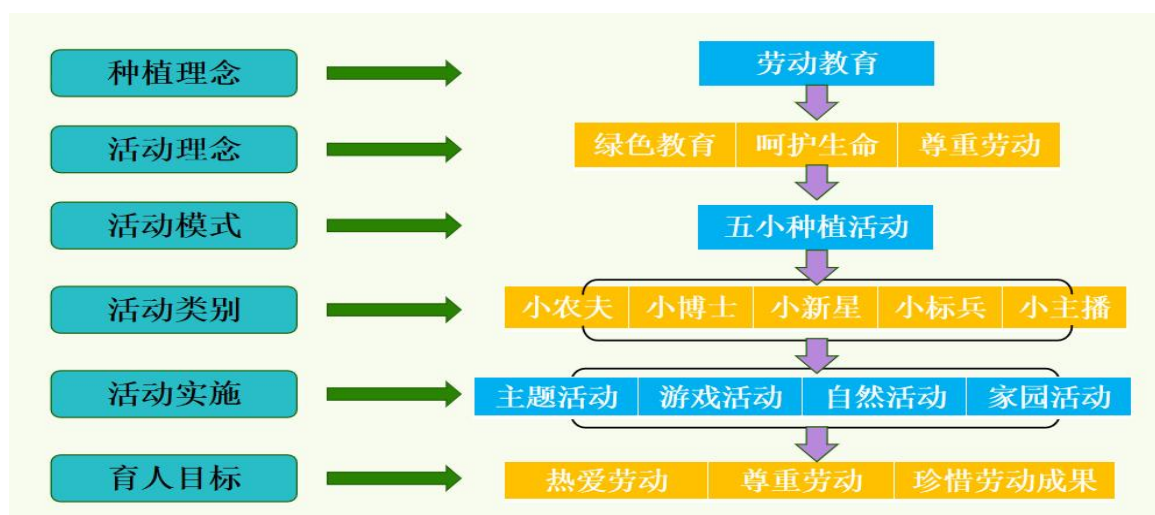 种植理念 劳动教育
活动理念 绿色教育 呵护生命 尊重劳动
活动模式 五小种植活动
活动类别 小农夫 小博士 小新星 小标兵 小主播
活动实施 主题活动 游戏活动 自然活动 家园活动
育人目标 热爱劳动 尊重劳动 珍惜劳动成果